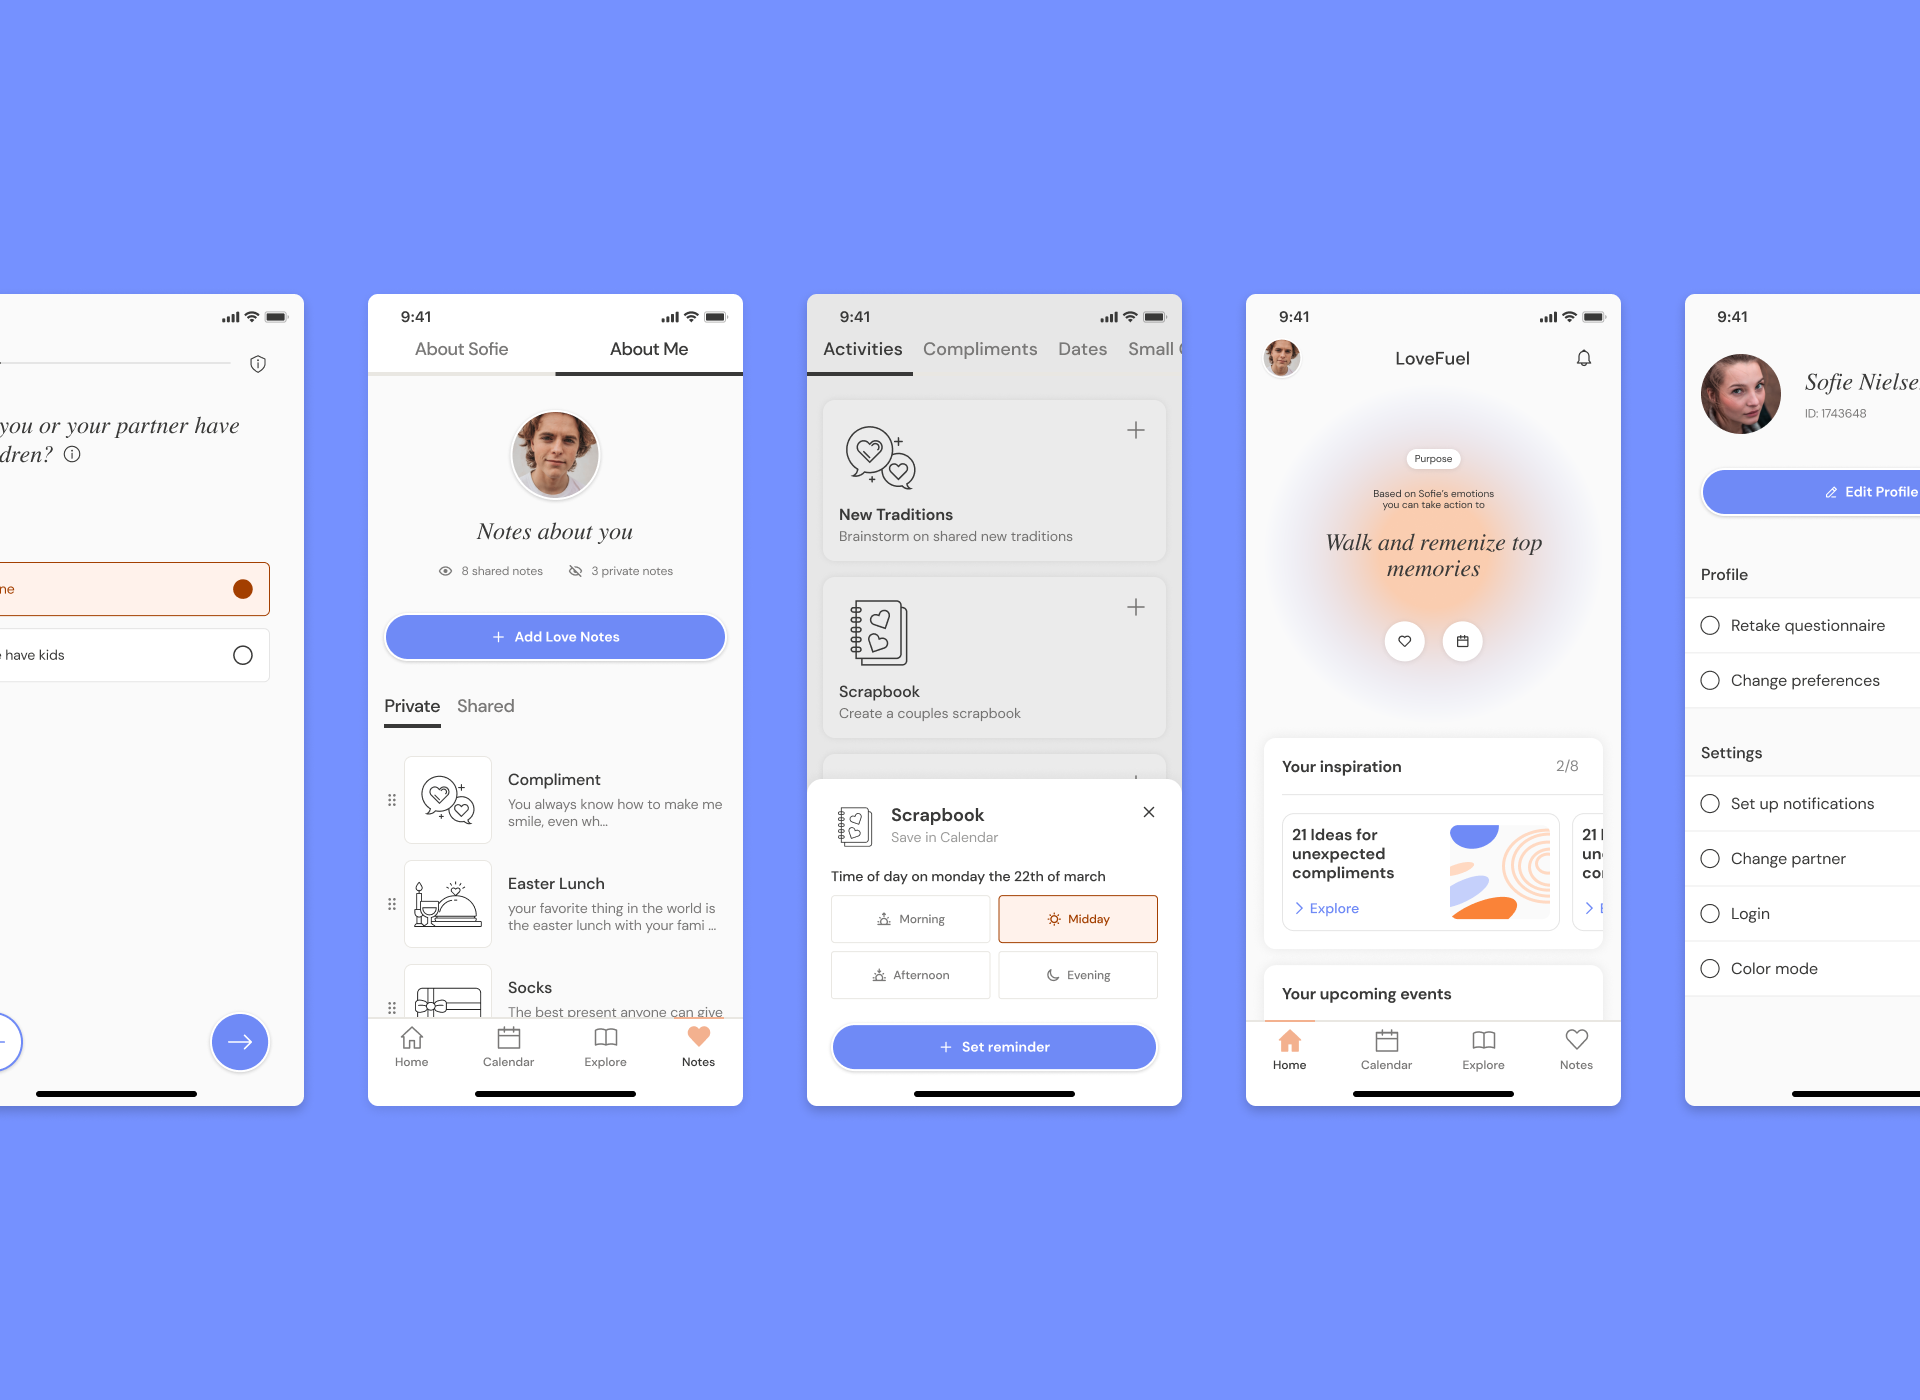 you or your partner have
dren?
ne
have kids
9:41
About Sofie
About Me
Notes about you
8 shared notes
3 private notes
Add Love Notes
Private
Shared
Compliment
You always know how to make me
smile, even wh...
Easter Lunch
your favorite thing in the world is
the easter lunch with your fami ...
Socks
The best present anyone can give
Home
Calendar
Explore
Notes
9:41
Activities
Compliments
Dates
Small
New Traditions
Brainstorm on shared new traditions
Scrapbook
Create a couples scrapbook
Scrapbook
Save in Calendar
Time of day on monday the 22th of march
Morning
Midday
Afternoon
Evening
Set reminder
9:41
LoveFuel
Purpose
Based on Sofie's emotions
you can take action to
Walk and remenize top
memories
Your inspiration
2/8
21 Ideas for
unexpected
compliments
Explore
21
un
co
Your upcoming events
Home
Calendar
Explore
Notes
9:41
Sofie Nielse
ID: 1743648
Edit Profile
Profile
Retake questionnaire
Change preferences
Settings
Set up notifications
Change partner
Login
Color mode